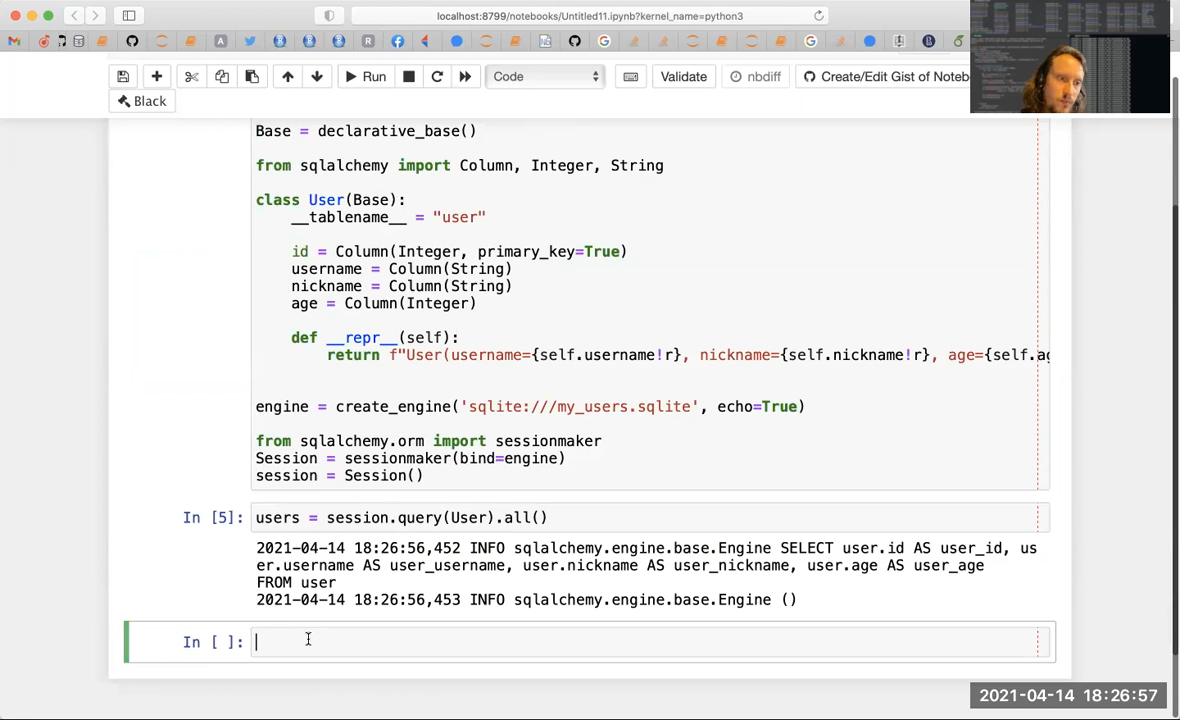 localhost:8799/notebooks/Untitled11.ipynb?kernel_name=python3
Run
Code
Validate
nbdiff
Create/Edit Gist of Noteb
Black
Base = declarative_base()
from sqlalchemy import Column, Integer, String
class User(Base):
    __tablename__ = "user"
    id = Column(Integer, primary_key=True)
    username = Column(String)
    nickname = Column(String)
    age = Column(Integer)
    def __repr__(self):
        return f"User(username={self.username!r}, nickname={self.nickname!r}, age={self.ag
engine = create_engine('sqlite:///my_users.sqlite', echo=True)
from sqlalchemy.orm import sessionmaker
Session = sessionmaker(bind=engine)
session = Session()
In [5]: users = session.query(User).all()
2021-04-14 18:26:56,452 INFO sqlalchemy.engine.base.Engine SELECT user.id AS user_id, us
er.username AS user_username, user.nickname AS user_nickname, user.age AS user_age
FROM user
2021-04-14 18:26:56,453 INFO sqlalchemy.engine.base.Engine ()
In [ ]:
2021-04-14 18:26:57